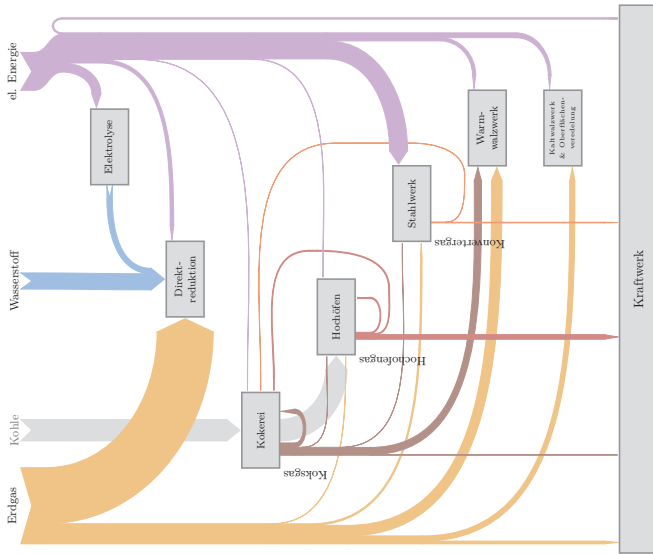 el. Energie
Wasserstoff
Kohle
Erdgas
Elektrolyse
Direkt-
reduktion
Kokerei
Koksgas
Hochöfen
Hochofengas
Stahlwerk
Konvertergas
Warm-
walzwerk
Kaltwalzwerk
& Oberflächen-
veredelung
Kraftwerk